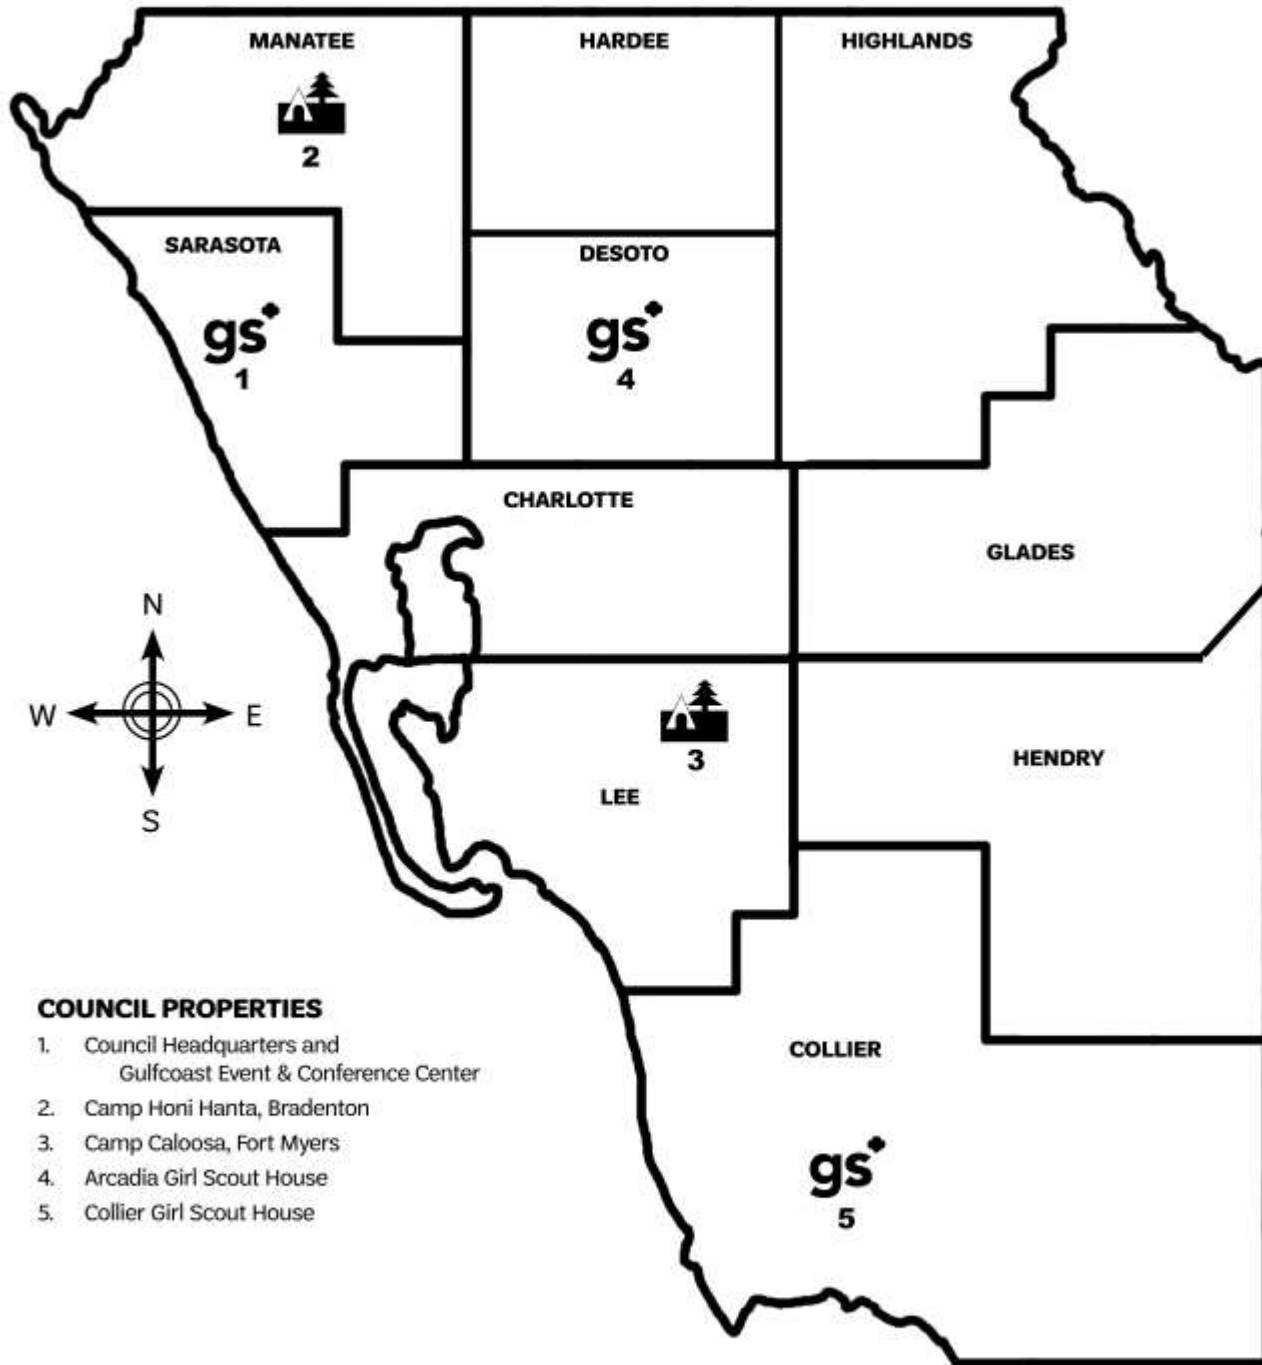 MANATEE
HARDEE
HIGHLANDS
2
SARASOTA
DESOTO
gs
gs
1
4
CHARLOTTE
GLADES
N
W
E
S
3
HENDRY
LEE
COUNCIL PROPERTIES
1. Council Headquarters and
Gulfcoast Event & Conference Center
2. Camp Honi Hanta, Bradenton
3. Camp Caloosa, Fort Myers
4. Arcadia Girl Scout House
5. Collier Girl Scout House
COLLIER
gs
5